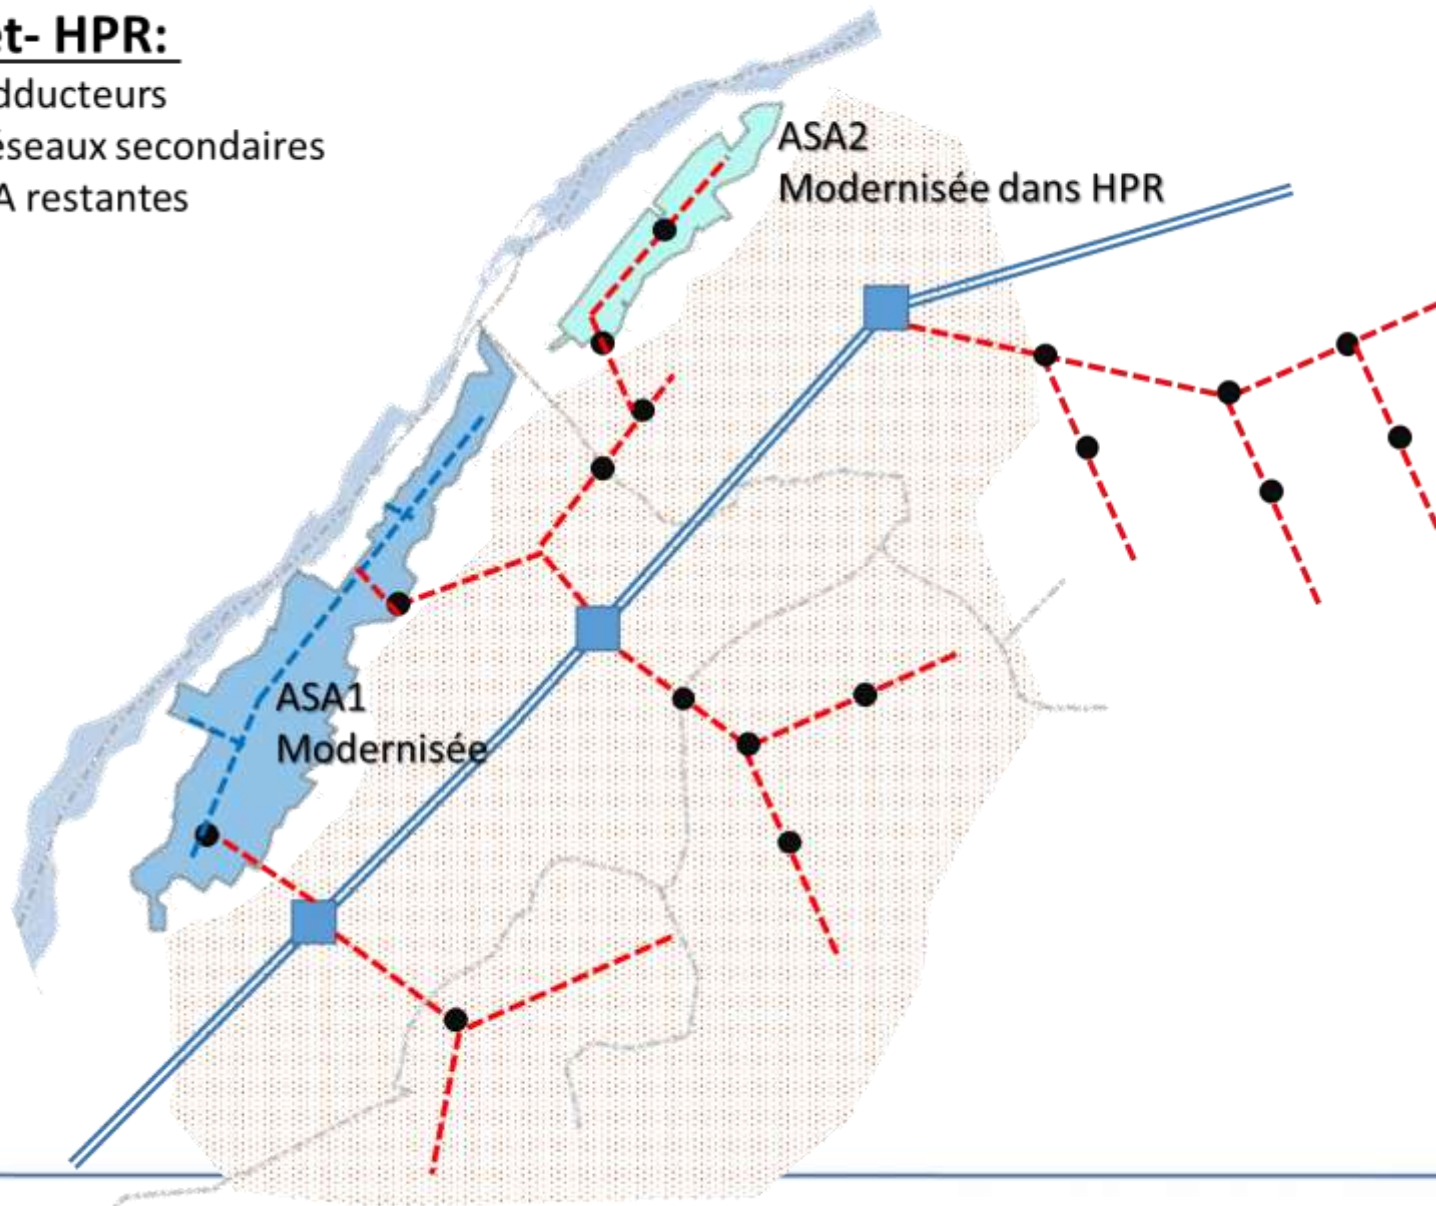 et- HPR:
dducteurs
éseaux secondaires
A restantes
ASA2
Modernisée dans HPR
ASA1
Modernisée